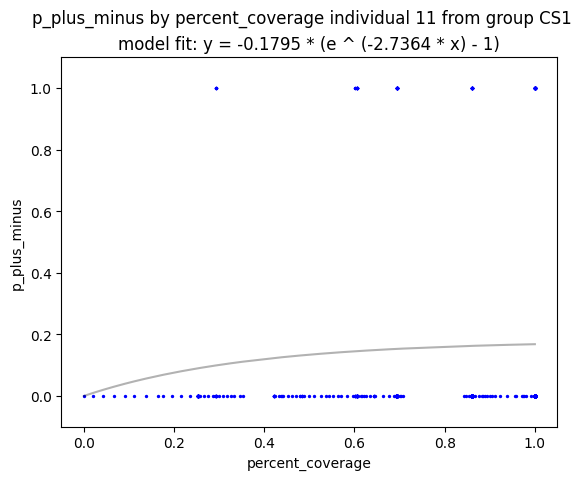 p_plus_minus by percent_coverage individual 11 from group CS1
model fit: y = -0.1795 * (e ^ (-2.7364 * x) - 1)
1.0
0.8
0.6
0.4
0.2
0.0
p_plus_minus
0.0 0.2 0.4 0.6 0.8 1.0
percent_coverage